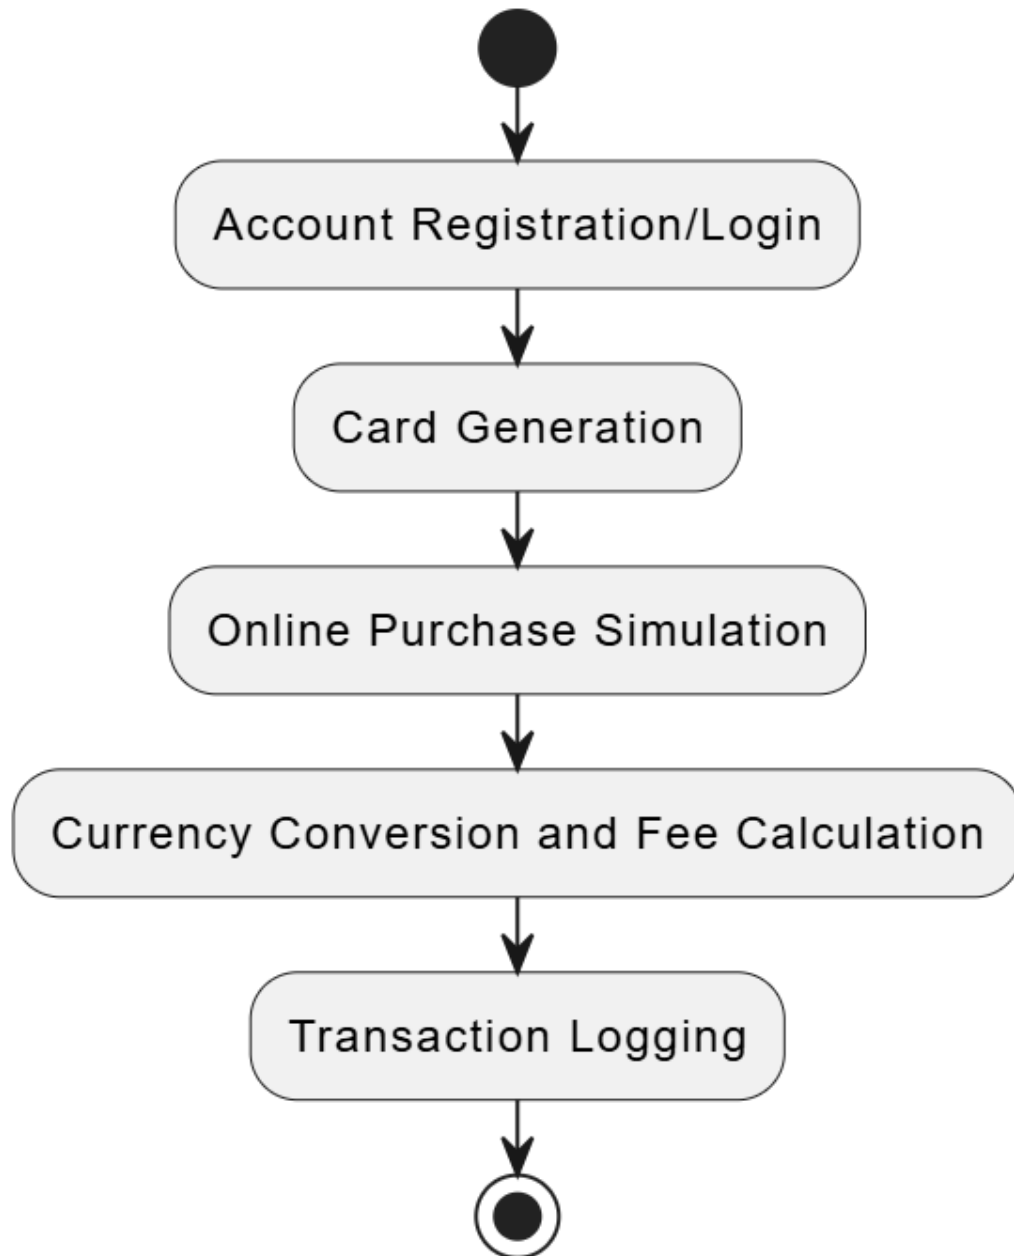 Account Registration/Login
Card Generation
Online Purchase Simulation
Currency Conversion and Fee Calculation
Transaction Logging